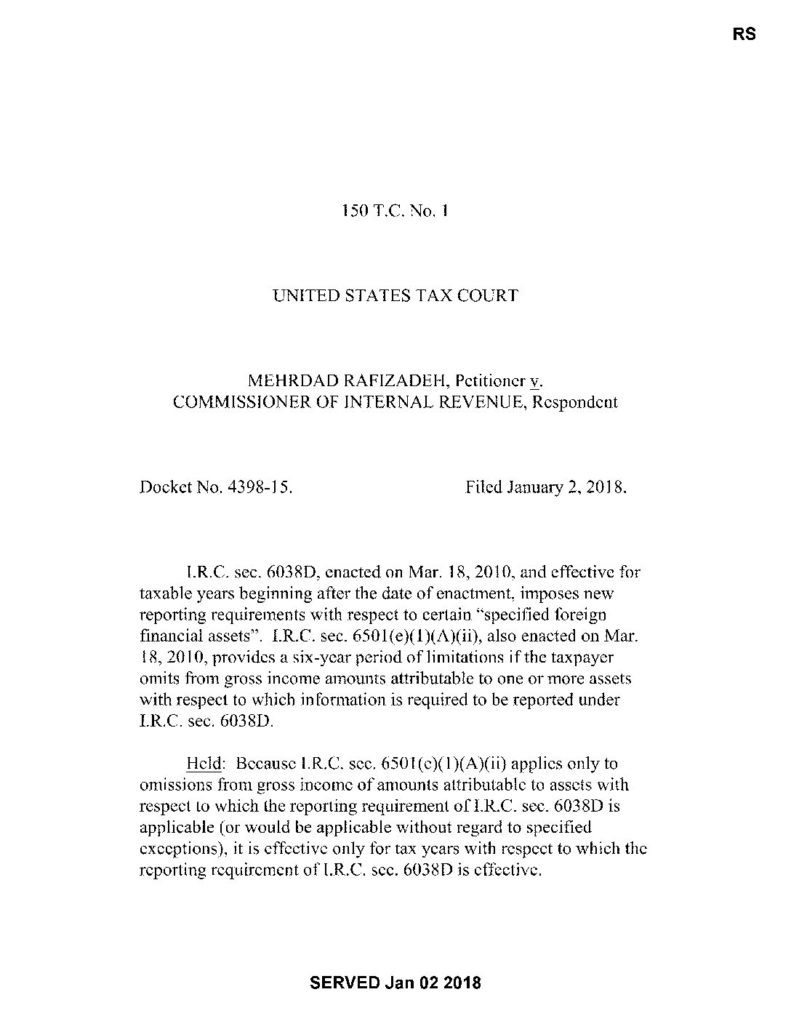 RS
150 T.C. No. 1
UNITED STATES TAX COURT
MEHRDAD RAFIZADEH, Petitioner v.
COMMISSIONER OF INTERNAL REVENUE, Respondent
Docket No. 4398-15. Filed January 2, 2018.
I.R.C. sec. 6038D, enacted on Mar. 18, 2010, and effective for
taxable years beginning after the date of enactment, imposes new
reporting requirements with respect to certain “specified foreign
financial assets”. I.R.C. sec. 6501(e)(1)(A)(ii), also enacted on Mar.
18, 2010, provides a six-year period of limitations if the taxpayer
omits from gross income amounts attributable to one or more assets
with respect to which information is required to be reported under
I.R.C. sec. 6038D.
Held: Because I.R.C. sec. 6501(e)(1)(A)(ii) applies only to
omissions from gross income of amounts attributable to assets with
respect to which the reporting requirement of I.R.C. sec. 6038D is
applicable (or would be applicable without regard to specified
exceptions), it is effective only for tax years with respect to which the
reporting requirement of I.R.C. sec. 6038D is effective.
SERVED Jan 02 2018